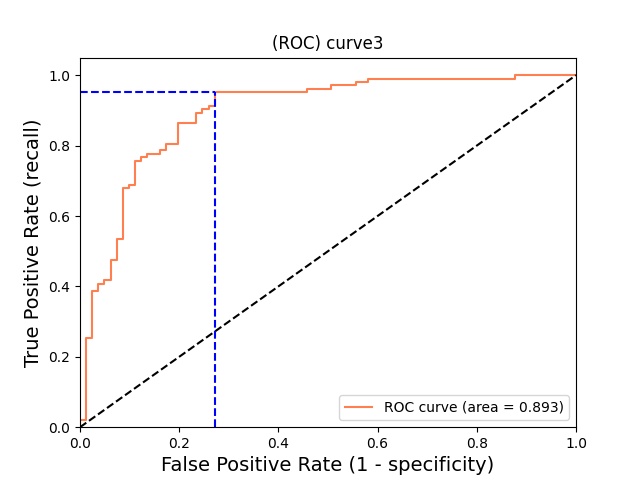 (ROC) curve3
True Positive Rate (recall)
1.0
0.8
0.6
0.4
0.2
0.0
ROC curve (area = 0.893)
0.0 0.2 0.4 0.6 0.8 1.0
False Positive Rate (1 - specificity)